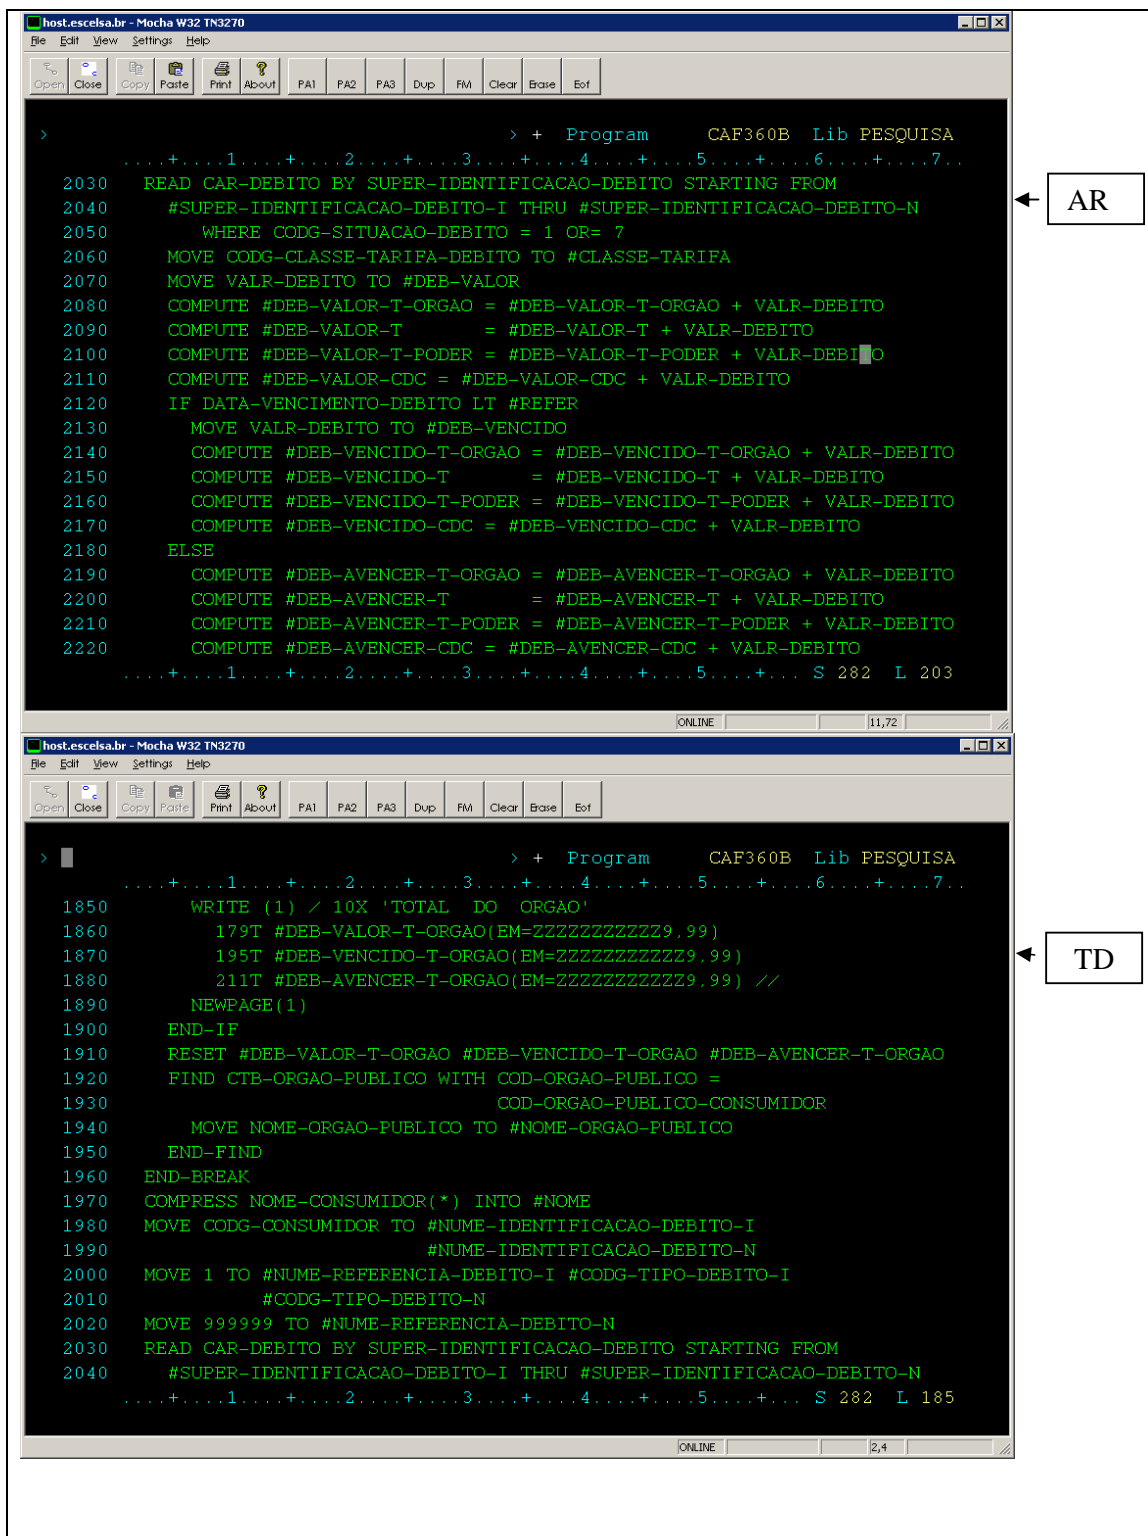 host.escelsa.br - Mocha W32 TN3270
File Edit View Settings Help
Open Close Copy Paste Print About PA1 PA2 PA3 Dup FM Clear Erase Eof
> > + Program CAF360B Lib PESQUISA
....+....1....+....2....+....3....+....4....+....5....+....6....+....7..
2030 READ CAR-DEBITO BY SUPER-IDENTIFICACAO-DEBITO STARTING FROM
2040 #SUPER-IDENTIFICACAO-DEBITO-I THRU #SUPER-IDENTIFICACAO-DEBITO-N
2050 WHERE CODG-SITUACAO-DEBITO = 1 OR= 7
2060 MOVE CODG-CLASSE-TARIFA-DEBITO TO #CLASSE-TARIFA
2070 MOVE VALR-DEBITO TO #DEB-VALOR
2080 COMPUTE #DEB-VALOR-T-ORGAO = #DEB-VALOR-T-ORGAO + VALR-DEBITO
2090 COMPUTE #DEB-VALOR-T = #DEB-VALOR-T + VALR-DEBITO
2100 COMPUTE #DEB-VALOR-T-PODER = #DEB-VALOR-T-PODER + VALR-DEBITO
2110 COMPUTE #DEB-VALOR-CDC = #DEB-VALOR-CDC + VALR-DEBITO
2120 IF DATA-VENCIMENTO-DEBITO LT #REFER
2130 MOVE VALR-DEBITO TO #DEB-VENCIDO
2140 COMPUTE #DEB-VENCIDO-T-ORGAO = #DEB-VENCIDO-T-ORGAO + VALR-DEBITO
2150 COMPUTE #DEB-VENCIDO-T = #DEB-VENCIDO-T + VALR-DEBITO
2160 COMPUTE #DEB-VENCIDO-T-PODER = #DEB-VENCIDO-T-PODER + VALR-DEBITO
2170 COMPUTE #DEB-VENCIDO-CDC = #DEB-VENCIDO-CDC + VALR-DEBITO
2180 ELSE
2190 COMPUTE #DEB-AVENCER-T-ORGAO = #DEB-AVENCER-T-ORGAO + VALR-DEBITO
2200 COMPUTE #DEB-AVENCER-T = #DEB-AVENCER-T + VALR-DEBITO
2210 COMPUTE #DEB-AVENCER-T-PODER = #DEB-AVENCER-T-PODER + VALR-DEBITO
2220 COMPUTE #DEB-AVENCER-CDC = #DEB-AVENCER-CDC + VALR-DEBITO
....+....1....+....2....+....3....+....4....+....5....+... S 282 L 203
ONLINE 11,72
AR
host.escelsa.br - Mocha W32 TN3270
File Edit View Settings Help
Open Close Copy Paste Print About PA1 PA2 PA3 Dup FM Clear Erase Eof
> > + Program CAF360B Lib PESQUISA
....+....1....+....2....+....3....+....4....+....5....+....6....+....7..
1850 WRITE (1) / 10X 'TOTAL DO ORGAO'
1860 179T #DEB-VALOR-T-ORGAO(EM=ZZZZZZZZZZZ9,99)
1870 195T #DEB-VENCIDO-T-ORGAO(EM=ZZZZZZZZZZZ9,99)
1880 211T #DEB-AVENCER-T-ORGAO(EM=ZZZZZZZZZZZ9,99) //
1890 NEWPAGE(1)
1900 END-IF
1910 RESET #DEB-VALOR-T-ORGAO #DEB-VENCIDO-T-ORGAO #DEB-AVENCER-T-ORGAO
1920 FIND CTB-ORGAO-PUBLICO WITH COD-ORGAO-PUBLICO =
1930 COD-ORGAO-PUBLICO-CONSUMIDOR
1940 MOVE NOME-ORGAO-PUBLICO TO #NOME-ORGAO-PUBLICO
1950 END-FIND
1960 END-BREAK
1970 COMPRESS NOME-CONSUMIDOR(*) INTO #NOME
1980 MOVE CODG-CONSUMIDOR TO #NUME-IDENTIFICACAO-DEBITO-I
1990 #NUME-IDENTIFICACAO-DEBITO-N
2000 MOVE 1 TO #NUME-REFERENCIA-DEBITO-I #CODG-TIPO-DEBITO-I
2010 #CODG-TIPO-DEBITO-N
2020 MOVE 999999 TO #NUME-REFERENCIA-DEBITO-N
2030 READ CAR-DEBITO BY SUPER-IDENTIFICACAO-DEBITO STARTING FROM
2040 #SUPER-IDENTIFICACAO-DEBITO-I THRU #SUPER-IDENTIFICACAO-DEBITO-N
....+....1....+....2....+....3....+....4....+....5....+... S 282 L 185
ONLINE 2,4
TD